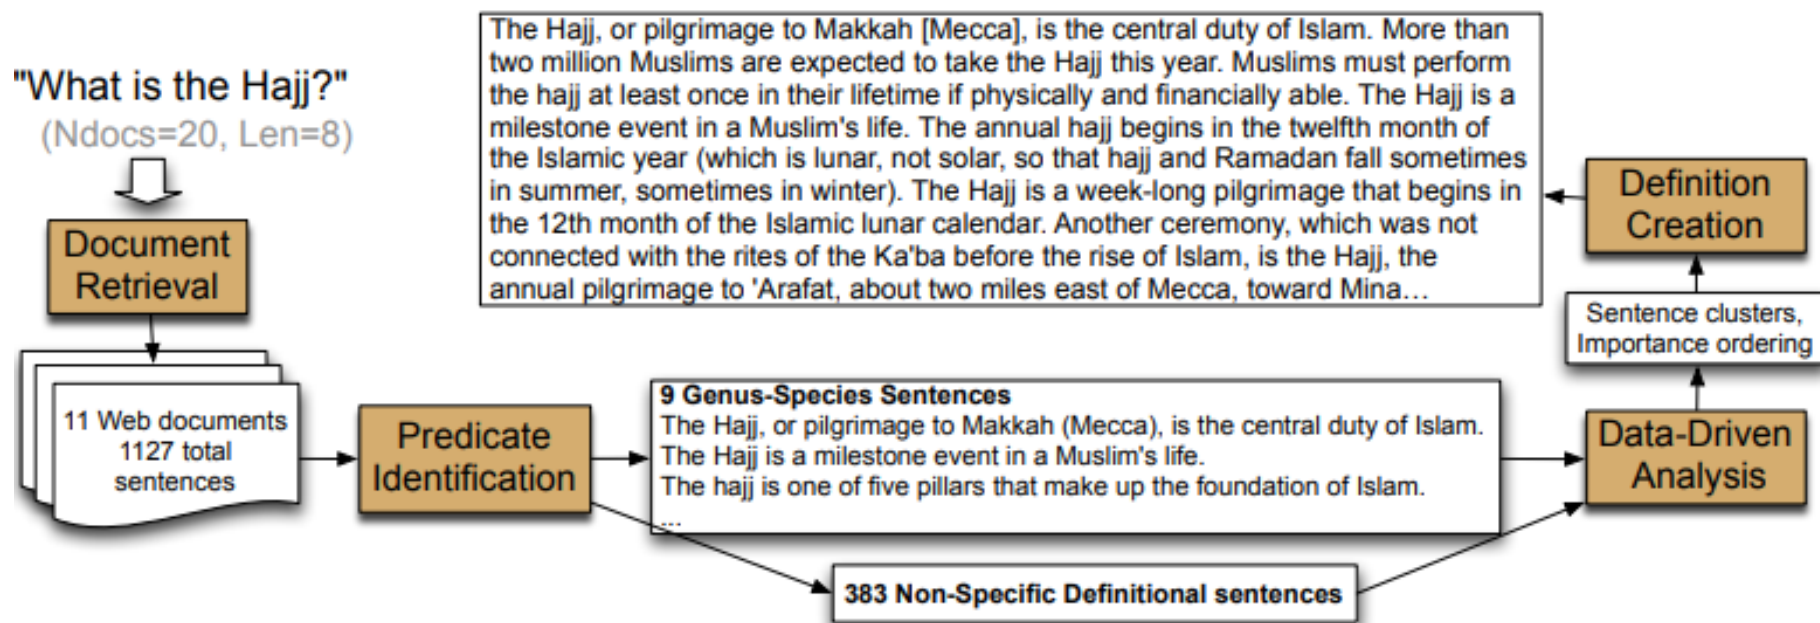 "What is the Hajj?"
(Ndocs=20, Len=8)
Document
Retrieval
11 Web documents
1127 total
sentences
Predicate
Identification
9 Genus-Species Sentences
The Hajj, or pilgrimage to Makkah (Mecca), is the central duty of Islam.
The Hajj is a milestone event in a Muslim's life.
The hajj is one of five pillars that make up the foundation of Islam.
...
383 Non-Specific Definitional sentences
Data-Driven
Analysis
Sentence clusters,
Importance ordering
Definition
Creation
The Hajj, or pilgrimage to Makkah [Mecca], is the central duty of Islam. More than
two million Muslims are expected to take the Hajj this year. Muslims must perform
the hajj at least once in their lifetime if physically and financially able. The Hajj is a
milestone event in a Muslim's life. The annual hajj begins in the twelfth month of
the Islamic year (which is lunar, not solar, so that hajj and Ramadan fall sometimes
in summer, sometimes in winter). The Hajj is a week-long pilgrimage that begins in
the 12th month of the Islamic lunar calendar. Another ceremony, which was not
connected with the rites of the Ka'ba before the rise of Islam, is the Hajj, the
annual pilgrimage to 'Arafat, about two miles east of Mecca, toward Mina…